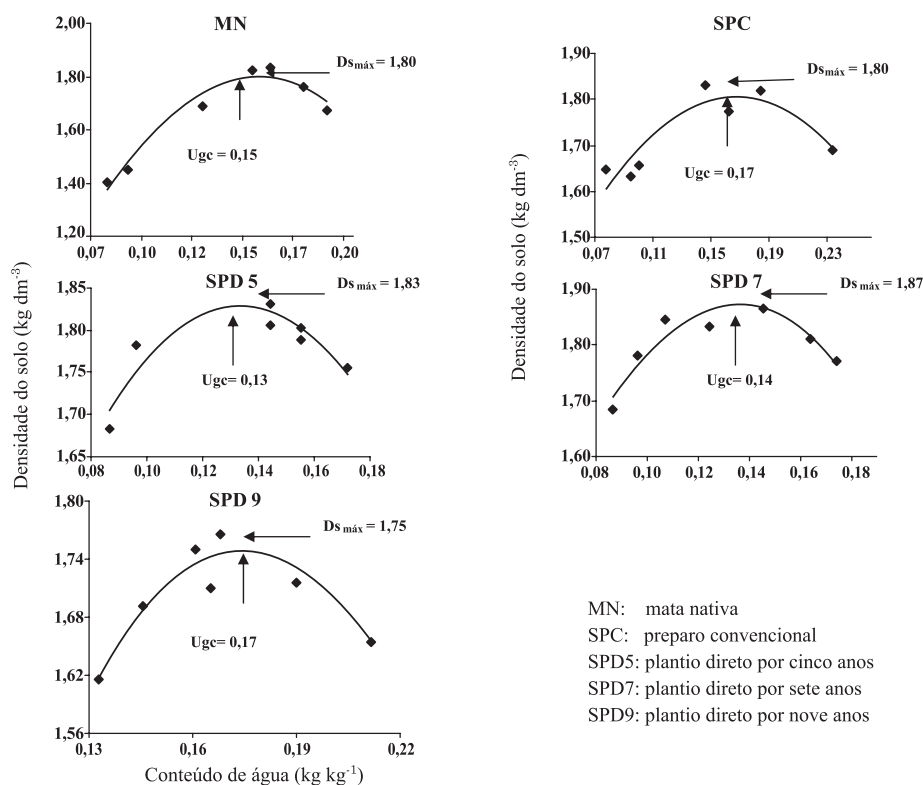 MN
2,00
1,80
1,60
1,40
1,20
0,07
0,10
0,12
0,15
0,17
0,20
Ds máx = 1,80
Ugc = 0,15
SPC
1,90
1,80
1,70
1,60
1,50
0,07
0,11
0,15
0,19
0,23
Ds máx = 1,80
Ugc = 0,17
SPD 5
1,85
1,80
1,75
1,70
1,65
0,08
0,10
0,12
0,14
0,16
0,18
Ds máx = 1,83
Ugc= 0,13
SPD 7
1,90
1,80
1,70
1,60
0,08
0,10
0,12
0,14
0,16
0,18
Ds máx = 1,87
Ugc = 0,14
SPD 9
1,80
1,74
1,68
1,62
1,56
0,13
0,16
0,19
0,22
Ds máx = 1,75
Ugc= 0,17
Densidade do solo (kg dm-3)
Densidade do solo (kg dm-3)
Conteúdo de água (kg kg-1)
MN: mata nativa
SPC: preparo convencional
SPD5: plantio direto por cinco anos
SPD7: plantio direto por sete anos
SPD9: plantio direto por nove anos